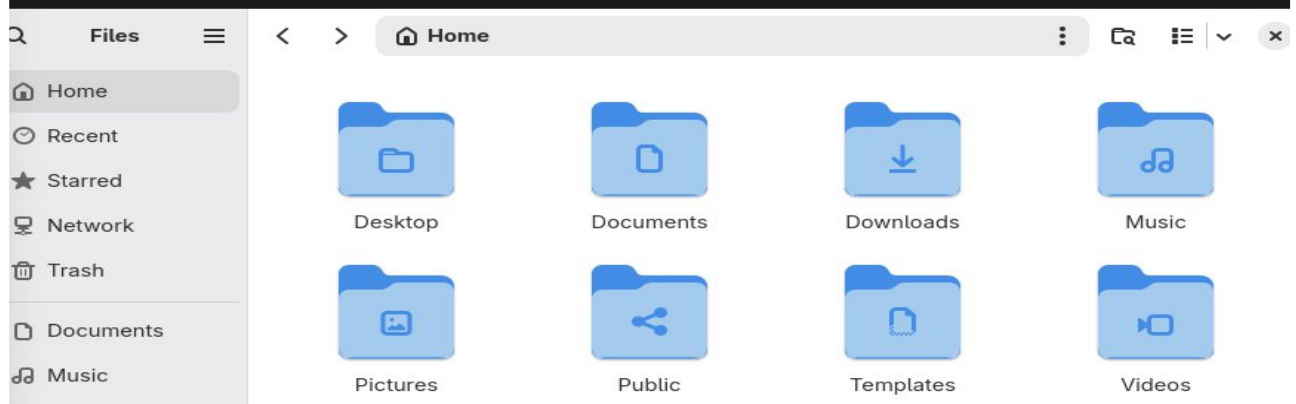 Files
Home
Recent
Starred
Network
Trash
Documents
Music
Home
Desktop
Documents
Downloads
Music
Pictures
Public
Templates
Videos